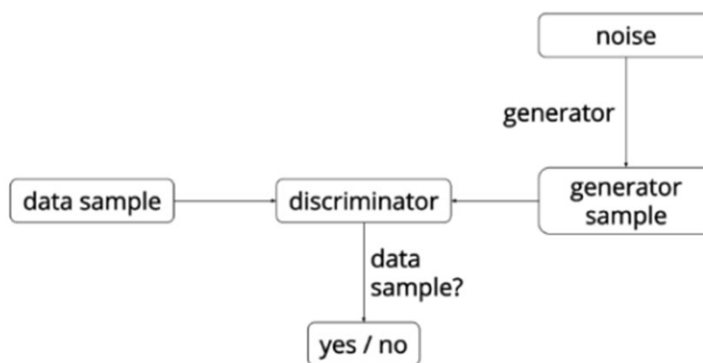 noise
generator
data sample
discriminator
generator
sample
data
sample?
yes / no